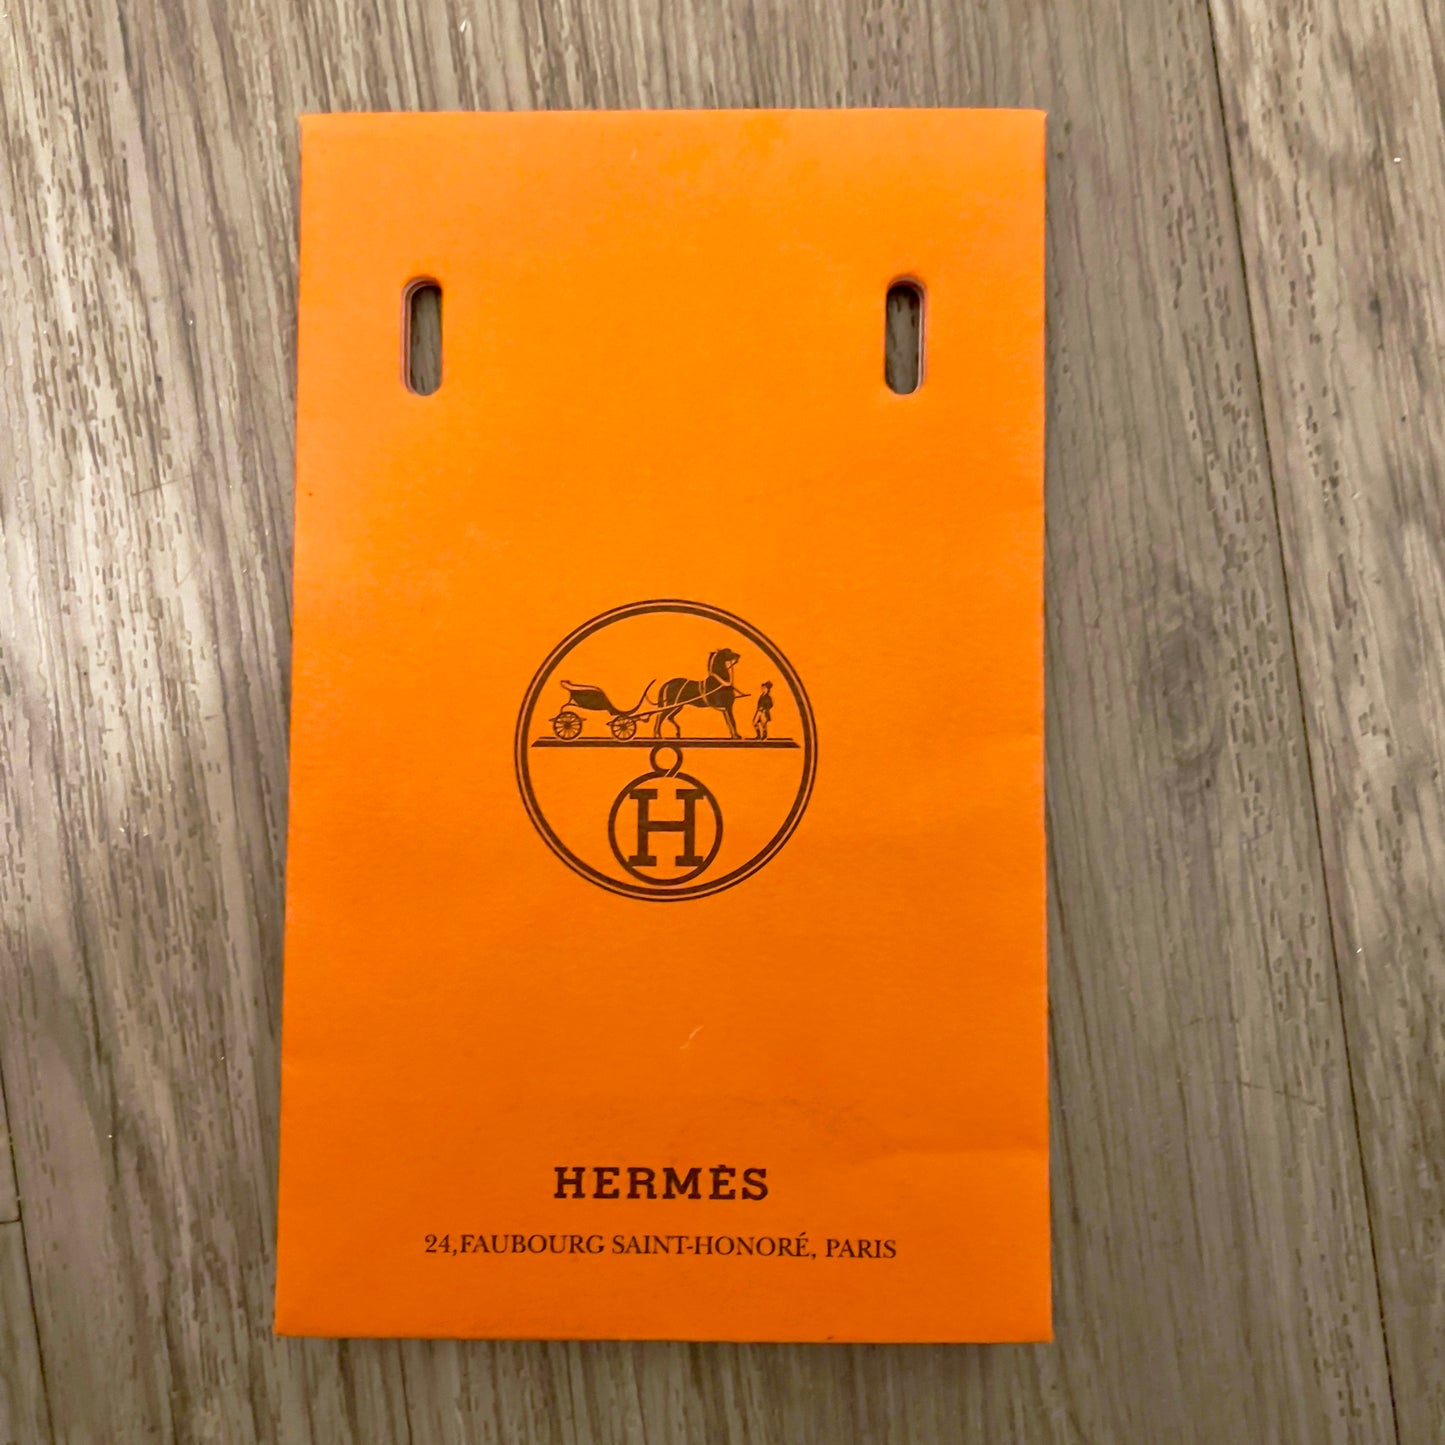 H
HERMÈS
24,FAUBOURG SAINT-HONORÉ, PARIS